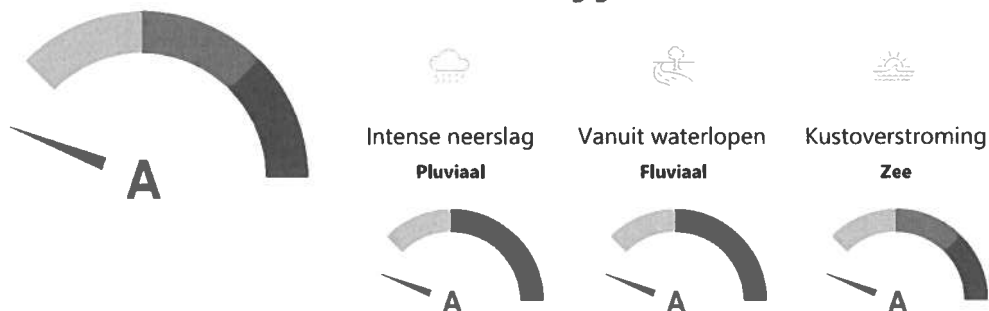 A
Intense neerslag
Pluviaal
A
Vanuit waterlopen
Fluviaal
A
Kustoverstroming
Zee
A